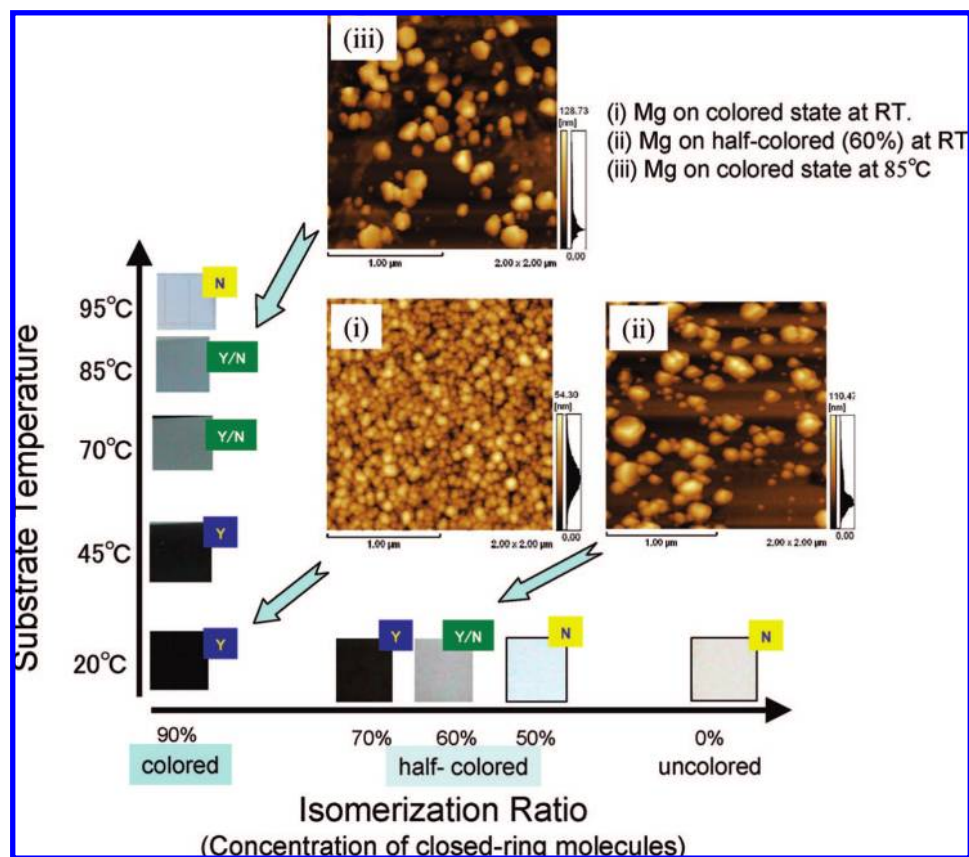 (iii)
128.73
[nm]
0.00
1.00 µm
2.00 x 2.00 µm
(i) Mg on colored state at RT.
(ii) Mg on half-colored (60%) at RT
(iii) Mg on colored state at 85°C
Substrate Temperature
95°C
N
85°C
Y/N
70°C
Y/N
45°C
Y
20°C
Y
(i)
54.30
[nm]
0.00
1.00 µm
2.00 x 2.00 µm
(ii)
[nm]
0.00
1.00 µm
2.00 x 2.00 µm
Y
Y/N
N
N
90%
70%
60%
50%
0%
colored
half- colored
uncolored
Isomerization Ratio
(Concentration of closed-ring molecules)